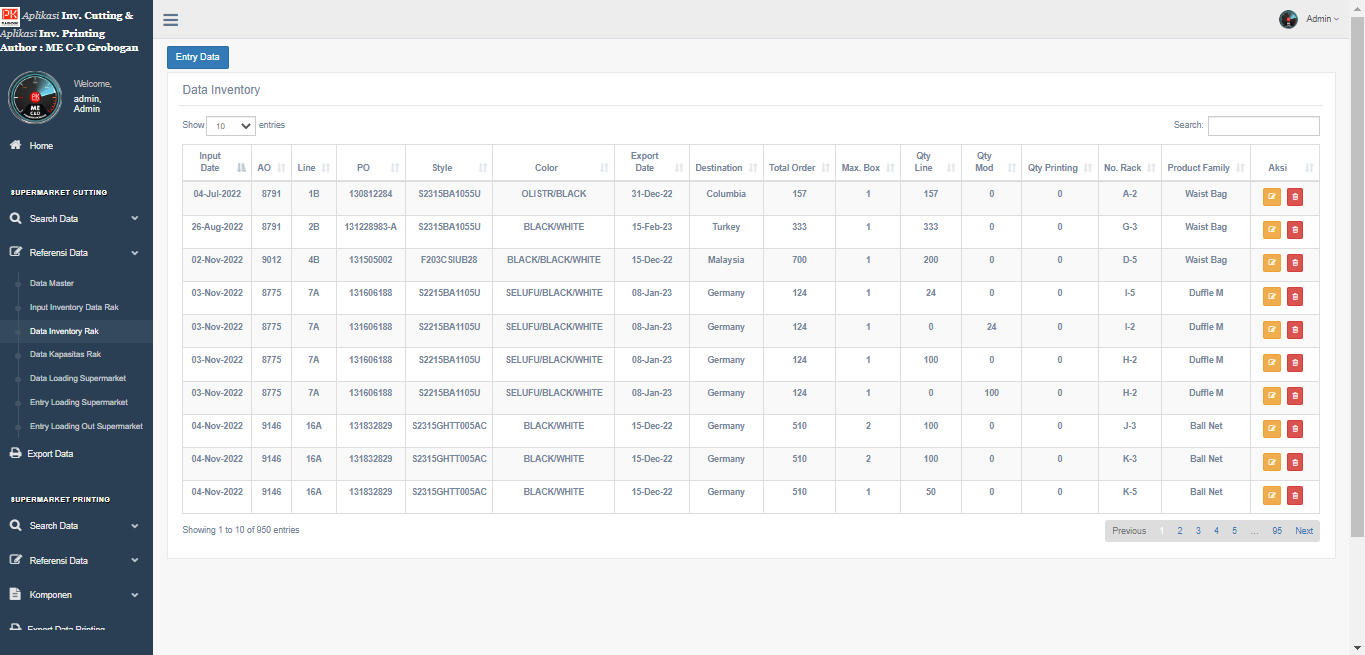 Aplikasi Inv. Cutting &
Aplikasi Inv. Printing
Author : ME C-D Grobogan
Welcome,
admin,
Admin
Home
SUPERMARKET CUTTING
Search Data
Referensi Data
Data Master
Input Inventory Data Rak
Data Inventory Rak
Data Kapasitas Rak
Data Loading Supermarket
Entry Loading Supermarket
Entry Loading Out Supermarket
Export Data
SUPERMARKET PRINTING
Search Data
Referensi Data
Komponen
Export Data Printing
Admin
Entry Data
Data Inventory
Show 10 entries
Search:
Input Date AO Line PO Style Color Export Date Destination Total Order Max. Box Qty Line Qty Mod Qty Printing No. Rack Product Family Aksi
04-Jul-2022 8791 1B 130812284 S2315BA1055U OLISTR/BLACK 31-Dec-22 Columbia 157 1 157 0 0 A-2 Waist Bag
26-Aug-2022 8791 2B 131228983-A S2315BA1055U BLACK/WHITE 15-Feb-23 Turkey 333 1 333 0 0 G-3 Waist Bag
02-Nov-2022 9012 4B 131505002 F203CSIUB28 BLACK/BLACK/WHITE 15-Dec-22 Malaysia 700 1 200 0 0 D-5 Waist Bag
03-Nov-2022 8775 7A 131606188 S2215BA1105U SELUFU/BLACK/WHITE 08-Jan-23 Germany 124 1 24 0 0 I-5 Duffle M
03-Nov-2022 8775 7A 131606188 S2215BA1105U SELUFU/BLACK/WHITE 08-Jan-23 Germany 124 1 0 24 0 I-2 Duffle M
03-Nov-2022 8775 7A 131606188 S2215BA1105U SELUFU/BLACK/WHITE 08-Jan-23 Germany 124 1 100 0 0 H-2 Duffle M
03-Nov-2022 8775 7A 131606188 S2215BA1105U SELUFU/BLACK/WHITE 08-Jan-23 Germany 124 1 0 100 0 H-2 Duffle M
04-Nov-2022 9146 16A 131832829 S2315GHTT005AC BLACK/WHITE 15-Dec-22 Germany 510 2 100 0 0 J-3 Ball Net
04-Nov-2022 9146 16A 131832829 S2315GHTT005AC BLACK/WHITE 15-Dec-22 Germany 510 2 100 0 0 K-3 Ball Net
04-Nov-2022 9146 16A 131832829 S2315GHTT005AC BLACK/WHITE 15-Dec-22 Germany 510 1 50 0 0 K-5 Ball Net
Showing 1 to 10 of 950 entries
Previous 1 2 3 4 5 … 95 Next